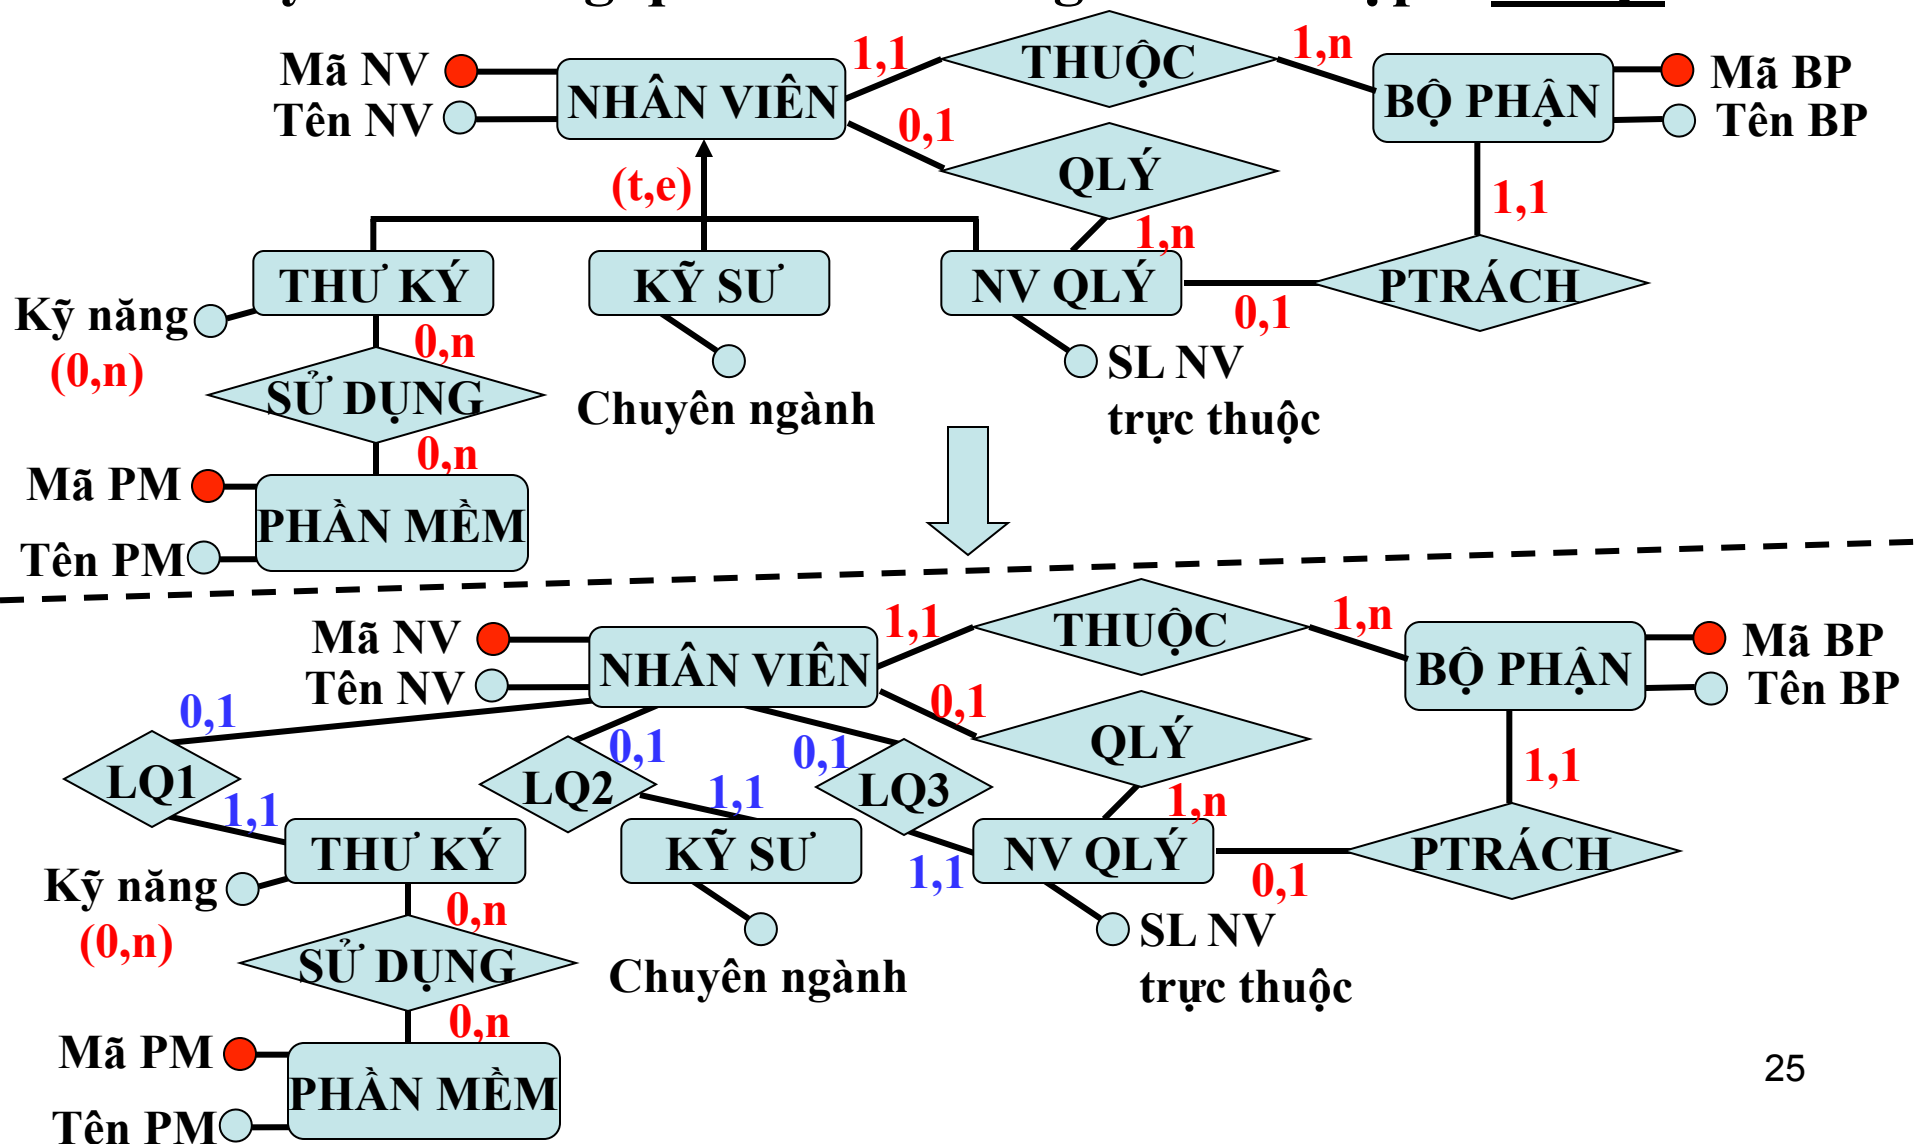 Mã NV
Tên NV
NHÂN VIÊN
1,1
THUỘC
1,n
BỘ PHẬN
Mã BP
Tên BP
0,1
QLÝ
(t,e)
1,n
1,1
THƯ KÝ
KỸ SƯ
NV QLÝ
PTRÁCH
0,1
Kỹ năng
(0,n)
0,n
SỬ DỤNG
0,n
Chuyên ngành
SL NV
trực thuộc
Mã PM
PHẦN MỀM
Tên PM
Mã NV
Tên NV
NHÂN VIÊN
1,1
THUỘC
1,n
BỘ PHẬN
Mã BP
Tên BP
0,1
QLÝ
0,1
0,1
0,1
LQ1
LQ2
LQ3
1,1
1,1
1,1
1,n
1,1
THƯ KÝ
KỸ SƯ
NV QLÝ
PTRÁCH
0,1
Kỹ năng
(0,n)
0,n
SỬ DỤNG
0,n
Chuyên ngành
SL NV
trực thuộc
Mã PM
PHẦN MỀM
Tên PM
25